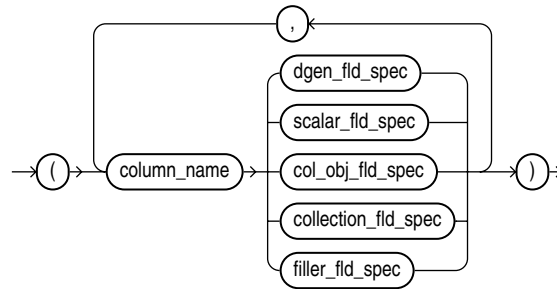 ,
dgen_fld_spec
scalar_fld_spec
( column_name col_obj_fld_spec )
collection_fld_spec
filler_fld_spec